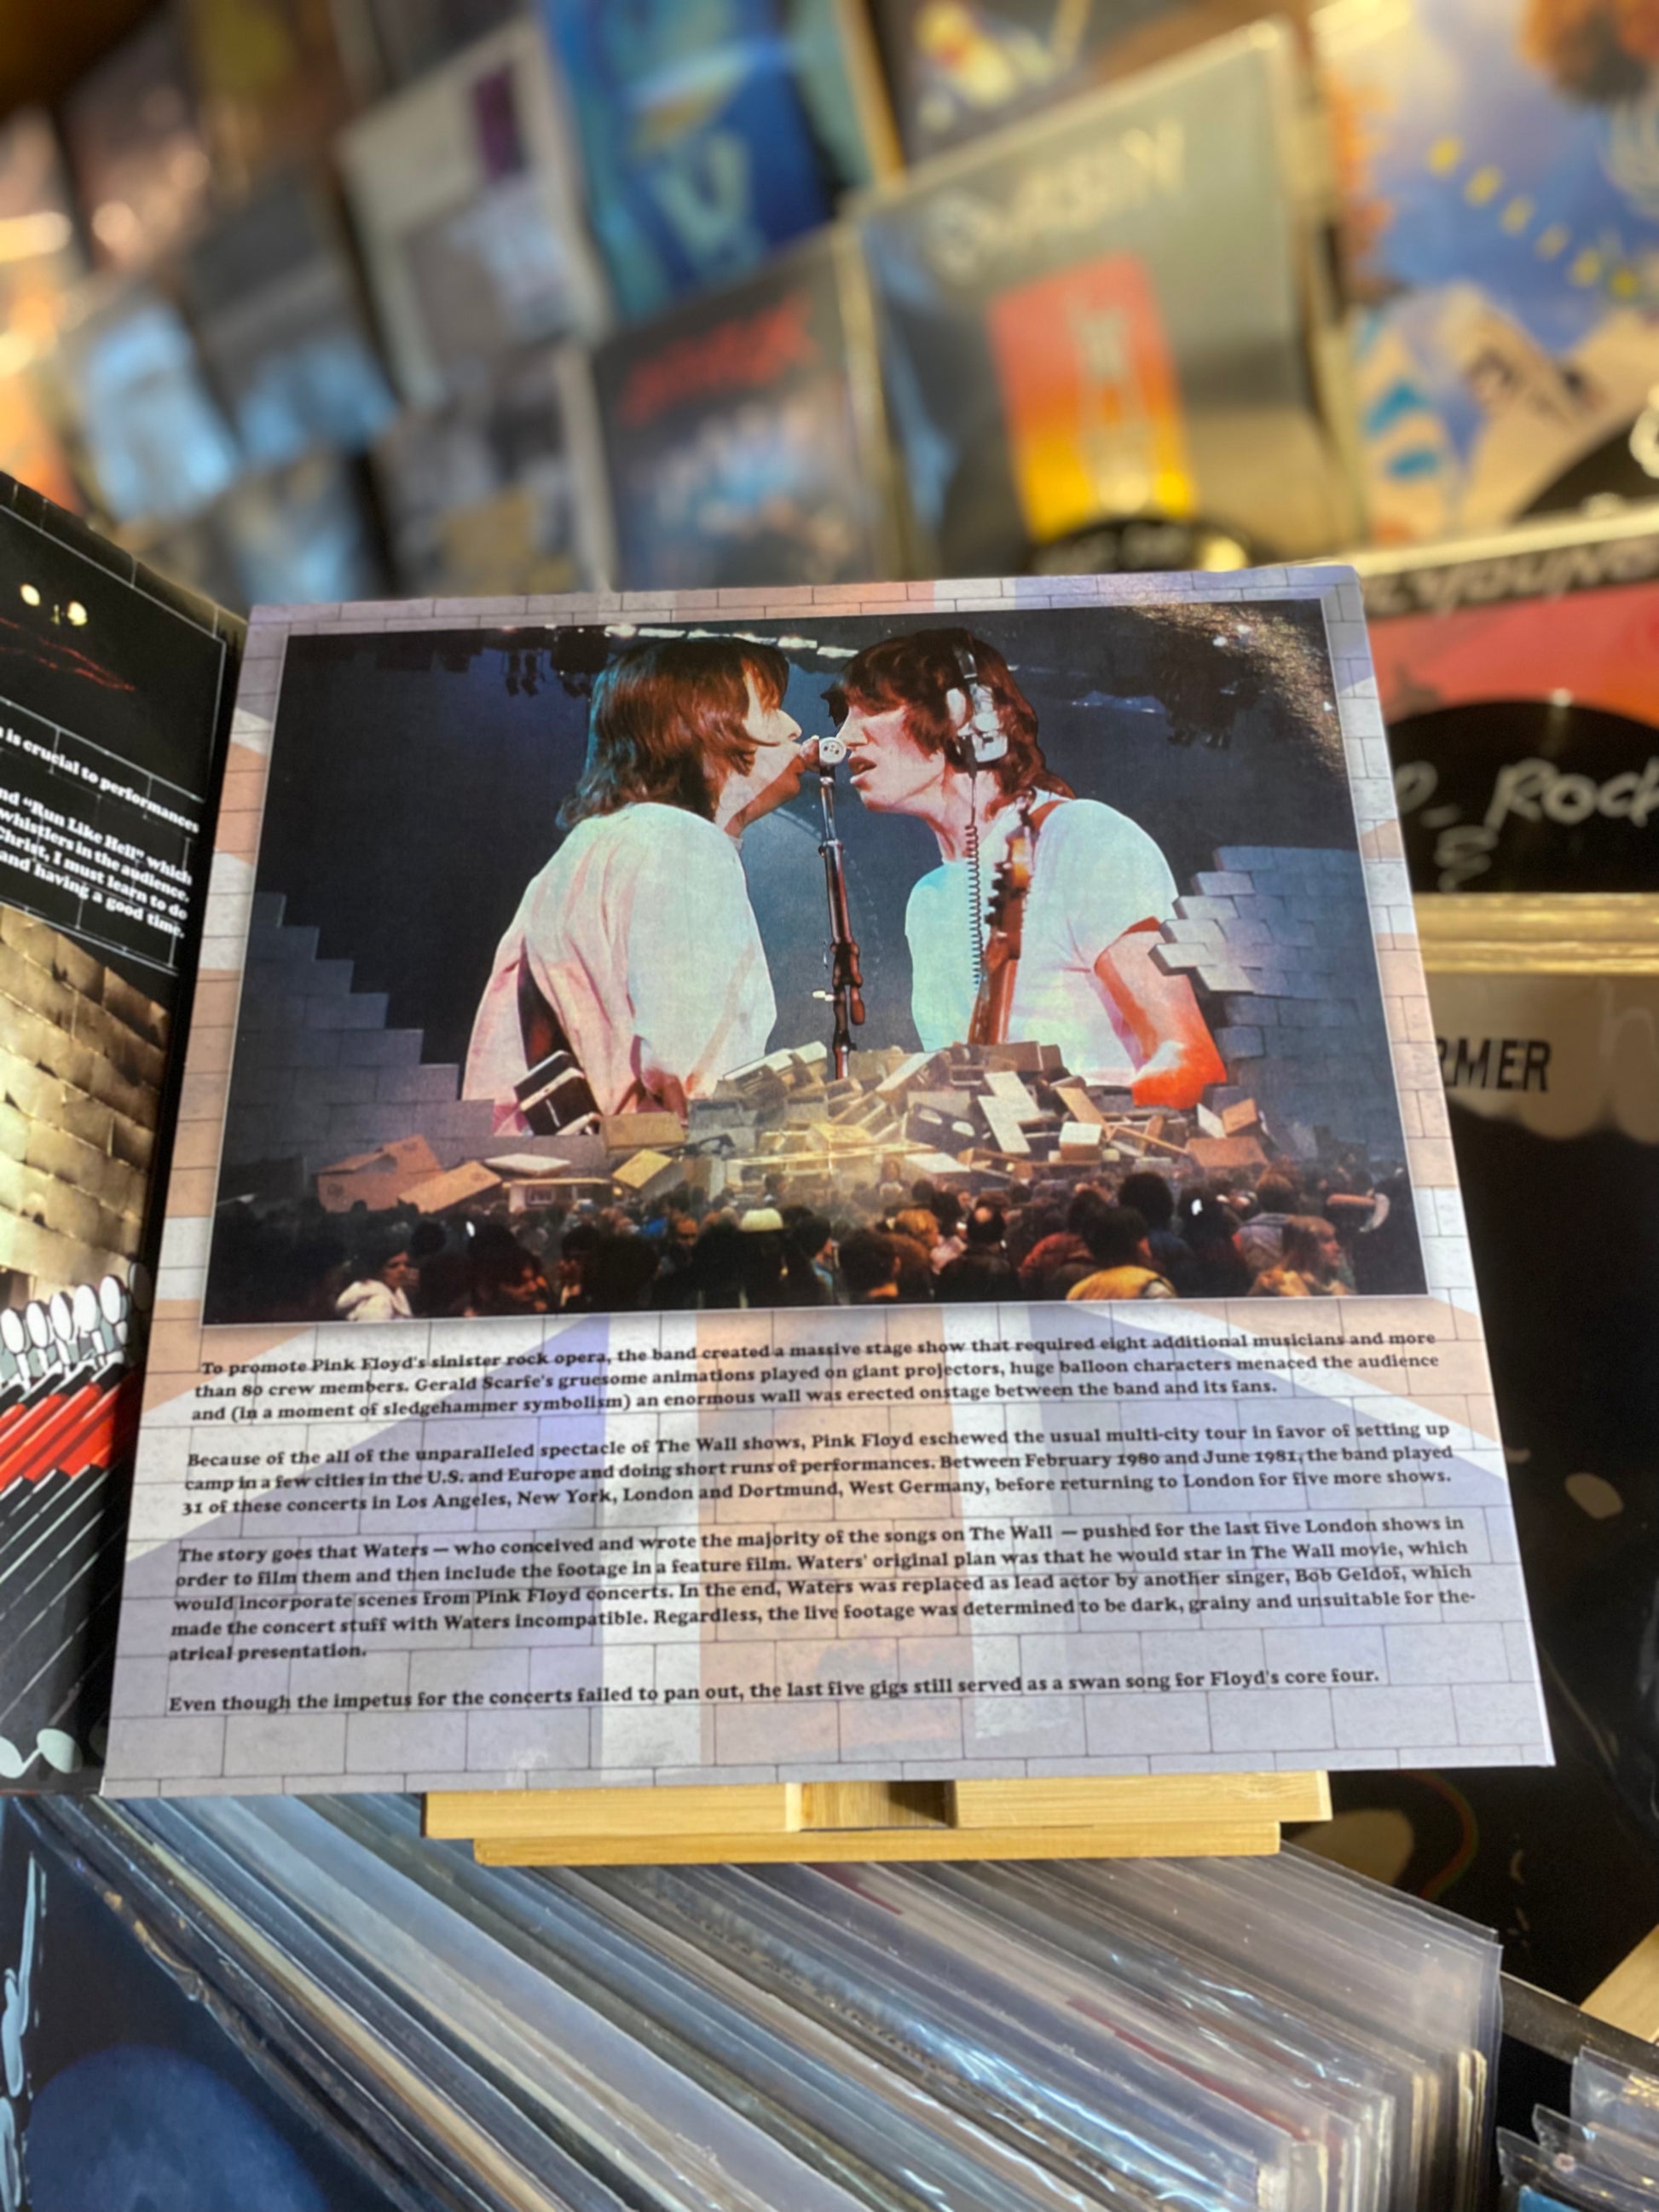 is crucial to performances
nd "Run Like Hell" which
whistlers in the audience.
Christ, I must learn to do
and having a good time.
To promote Pink Floyd's sinister rock opera, the band created a massive stage show that required eight additional musicians and more
than 80 crew members. Gerald Scarfe's gruesome animations played on giant projectors, huge balloon characters menaced the audience
and (in a moment of sledgehammer symbolism) an enormous wall was erected onstage between the band and its fans.
Because of the all of the unparalleled spectacle of The Wall shows, Pink Floyd eschewed the usual multi-city tour in favor of setting up
camp in a few cities in the U.S. and Europe and doing short runs of performances. Between February 1980 and June 1981, the band played
31 of these concerts in Los Angeles, New York, London and Dortmund, West Germany, before returning to London for five more shows.
The story goes that Waters — who conceived and wrote the majority of the songs on The Wall — pushed for the last five London shows in
order to film them and then include the footage in a feature film. Waters' original plan was that he would star in The Wall movie, which
would incorporate scenes from Pink Floyd concerts. In the end, Waters was replaced as lead actor by another singer, Bob Geldof, which
made the concert stuff with Waters incompatible. Regardless, the live footage was determined to be dark, grainy and unsuitable for the-
atrical presentation.
Even though the impetus for the concerts failed to pan out, the last five gigs still served as a swan song for Floyd's core four.
YOUNG
Rock
RMER